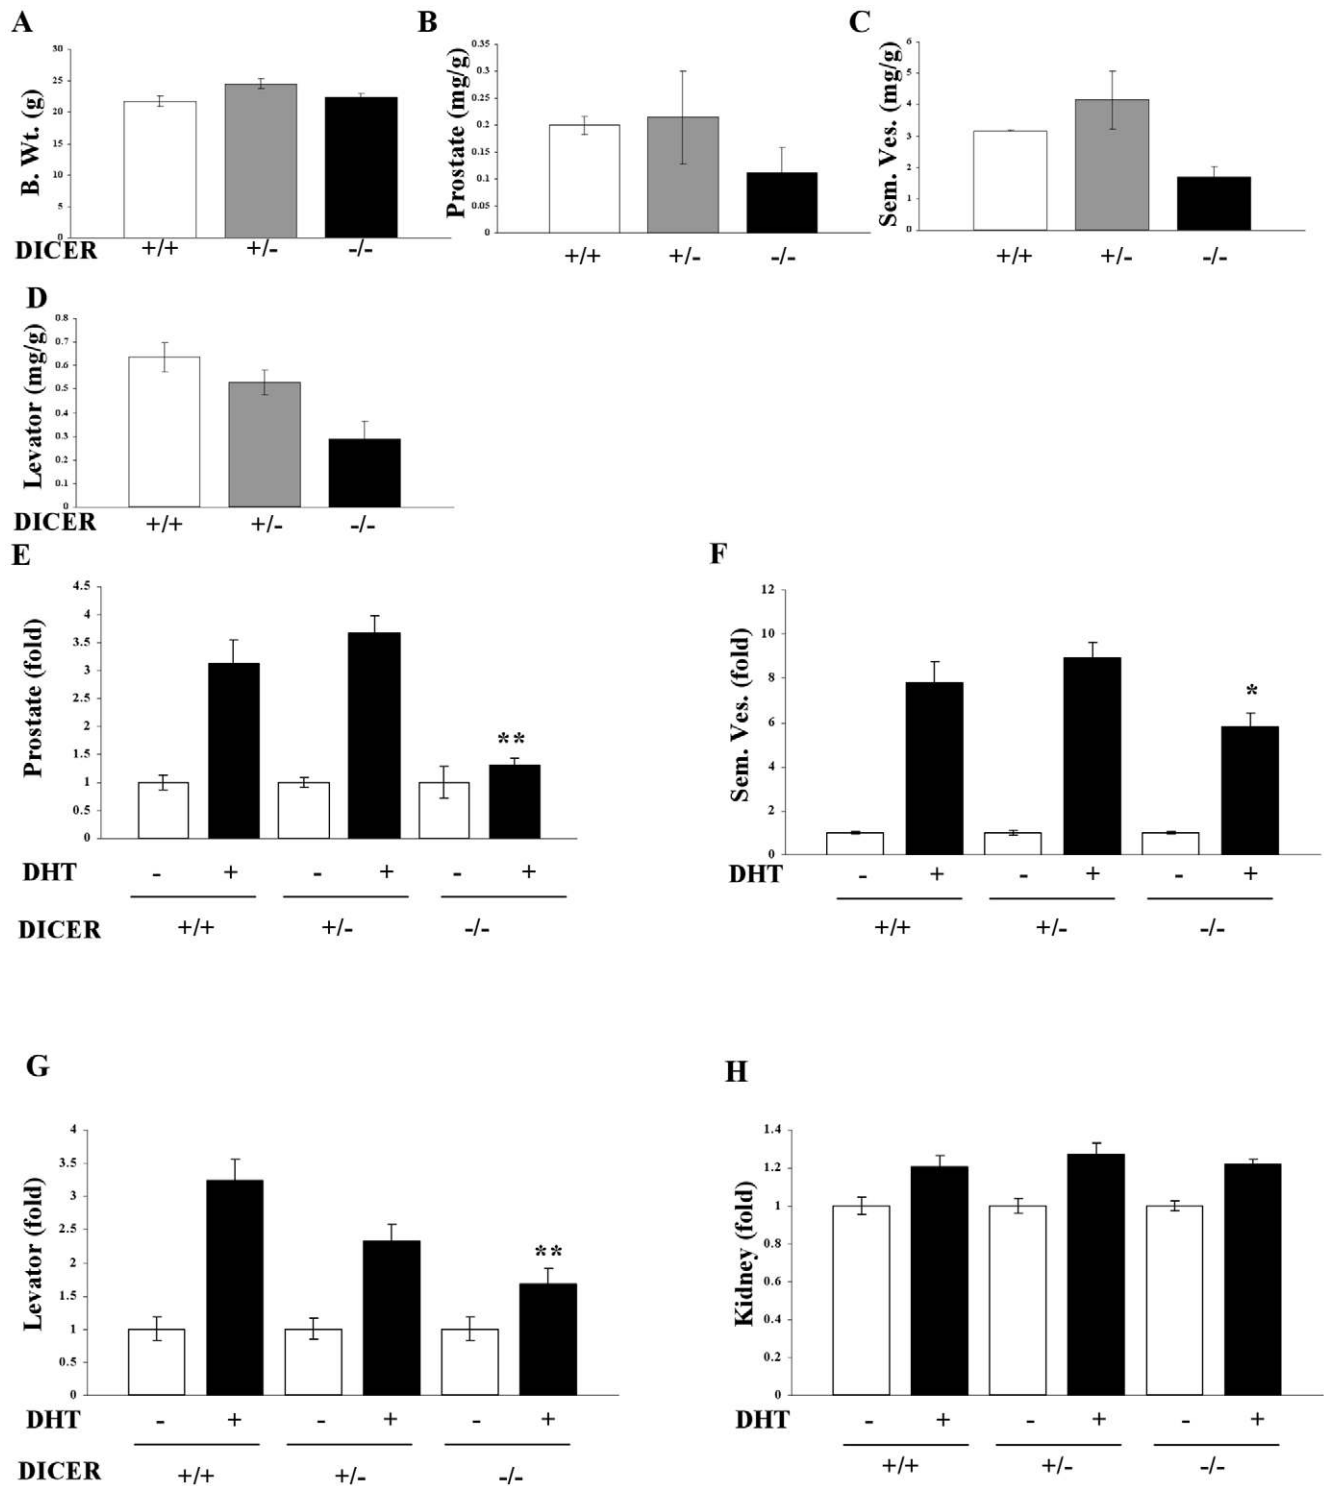 A
B. Wt. (g)
30
25
20
15
10
5
0
DICER +/+ +/- -/-
B
Prostate (mg/g)
0.35
0.3
0.25
0.2
0.15
0.1
0.05
0
+/+ +/- -/-
C
Sem. Ves. (mg/g)
6
5
4
3
2
1
0
+/+ +/- -/-
D
Levator (mg/g)
0.8
0.7
0.6
0.5
0.4
0.3
0.2
0.1
0
DICER +/+ +/- -/-
E
Prostate (fold)
4.5
4
3.5
3
2.5
2
1.5
1
0.5
0
**
DHT - + - + - +
DICER +/+ +/- -/-
F
Sem. Ves. (fold)
12
10
8
6
4
2
0
*
DHT - + - + - +
+/+ +/- -/-
G
Levator (fold)
4
3.5
3
2.5
2
1.5
1
0.5
0
**
DHT - + - + - +
DICER +/+ +/- -/-
H
Kidney (fold)
1.4
1.2
1
0.8
0.6
0.4
0.2
0
DHT - + - + - +
+/+ +/- -/-